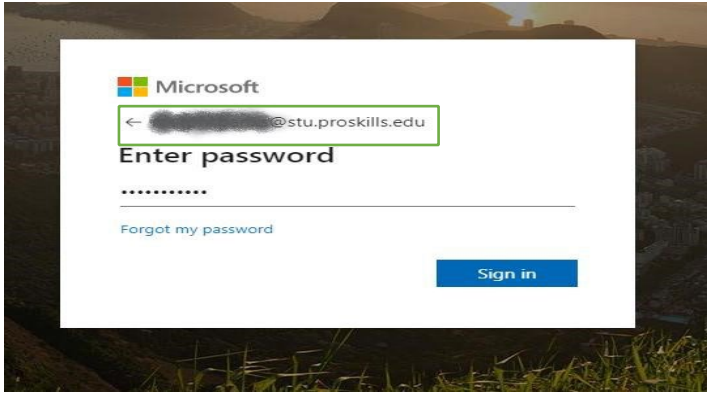 Microsoft
← @stu.proskills.edu
Enter password
...........
Forgot my password
Sign in